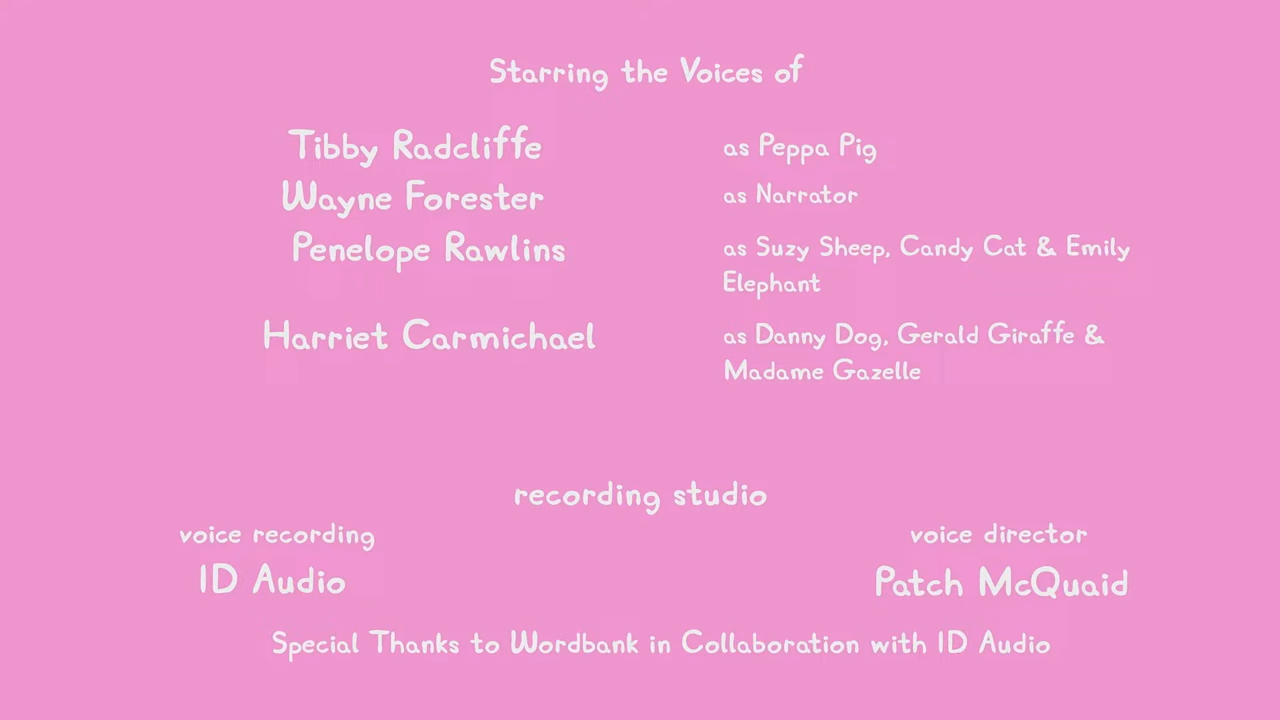 Starring the Voices of
Tibby Radcliffe as Peppa Pig
Wayne Forester as Narrator
Penelope Rawlins as Suzy Sheep, Candy Cat & Emily
Elephant
Harriet Carmichael as Danny Dog, Gerald Giraffe &
Madame Gazelle
recording studio
voice recording voice director
ID Audio Patch McQuaid
Special Thanks to Wordbank in Collaboration with ID Audio